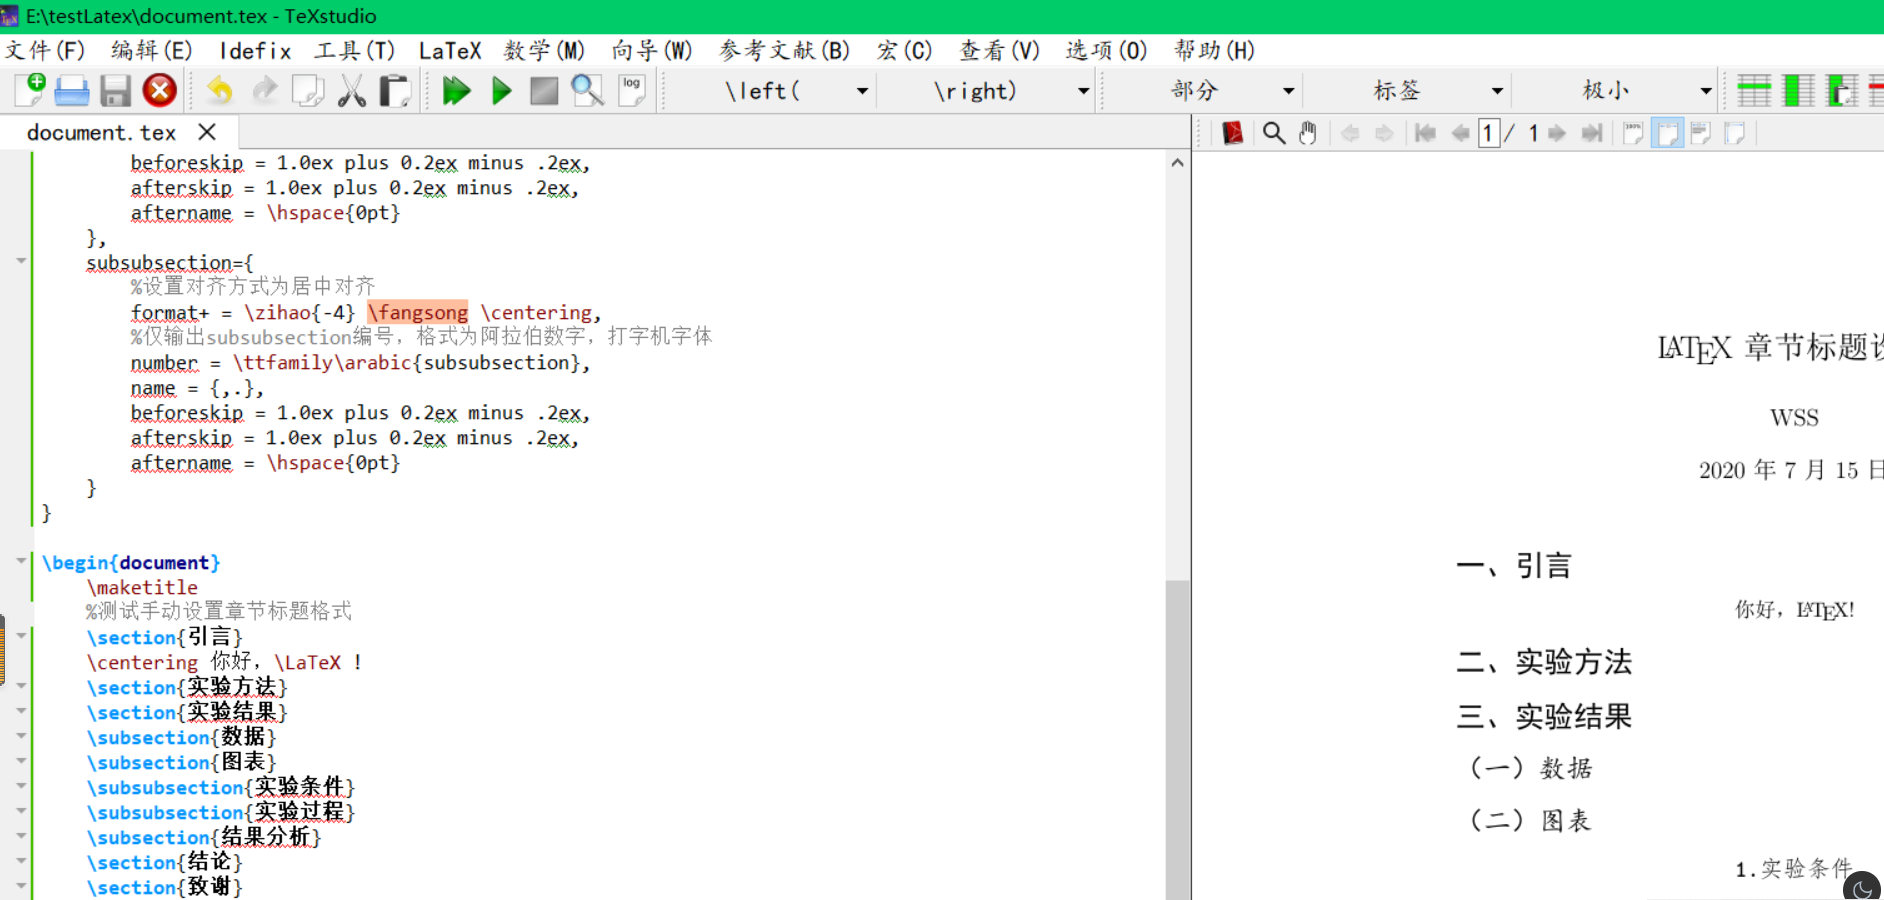 E:\testLatex\document.tex - TeXstudio
文件(F) 编辑(E) Idefix 工具(T) LaTeX 数学(M) 向导(W) 参考文献(B) 宏(C) 查看(V) 选项(O) 帮助(H)
log \left( \right) 部分 标签 极小
document.tex
1 / 1 100%
beforeskip = 1.0ex plus 0.2ex minus .2ex,
afterskip = 1.0ex plus 0.2ex minus .2ex,
aftername = \hspace{0pt}
},
subsubsection={
%设置对齐方式为居中对齐
format+ = \zihao{-4} \fangsong \centering,
%仅输出subsubsection编号，格式为阿拉伯数字，打字机字体
number = \ttfamily\arabic{subsubsection},
name = {,.},
beforeskip = 1.0ex plus 0.2ex minus .2ex,
afterskip = 1.0ex plus 0.2ex minus .2ex,
aftername = \hspace{0pt}
}
}
\begin{document}
\maketitle
%测试手动设置章节标题格式
\section{引言}
\centering 你好，\LaTeX !
\section{实验方法}
\section{实验结果}
\subsection{数据}
\subsection{图表}
\subsubsection{实验条件}
\subsubsection{实验过程}
\subsection{结果分析}
\section{结论}
\section{致谢}
LATEX 章节标题设
WSS
2020 年 7 月 15 日
一、引言
你好，LATEX!
二、实验方法
三、实验结果
（一）数据
（二）图表
1.实验条件